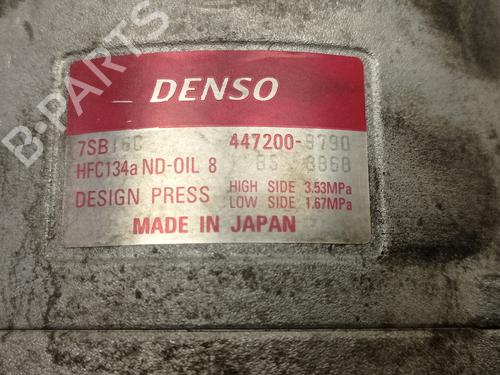 B-PARTS
DENSO
7SB16C 447200-9790
HFC134a ND-OIL 8
DESIGN PRESS HIGH SIDE 3.53MPa
LOW SIDE 1.67MPa
MADE IN JAPAN